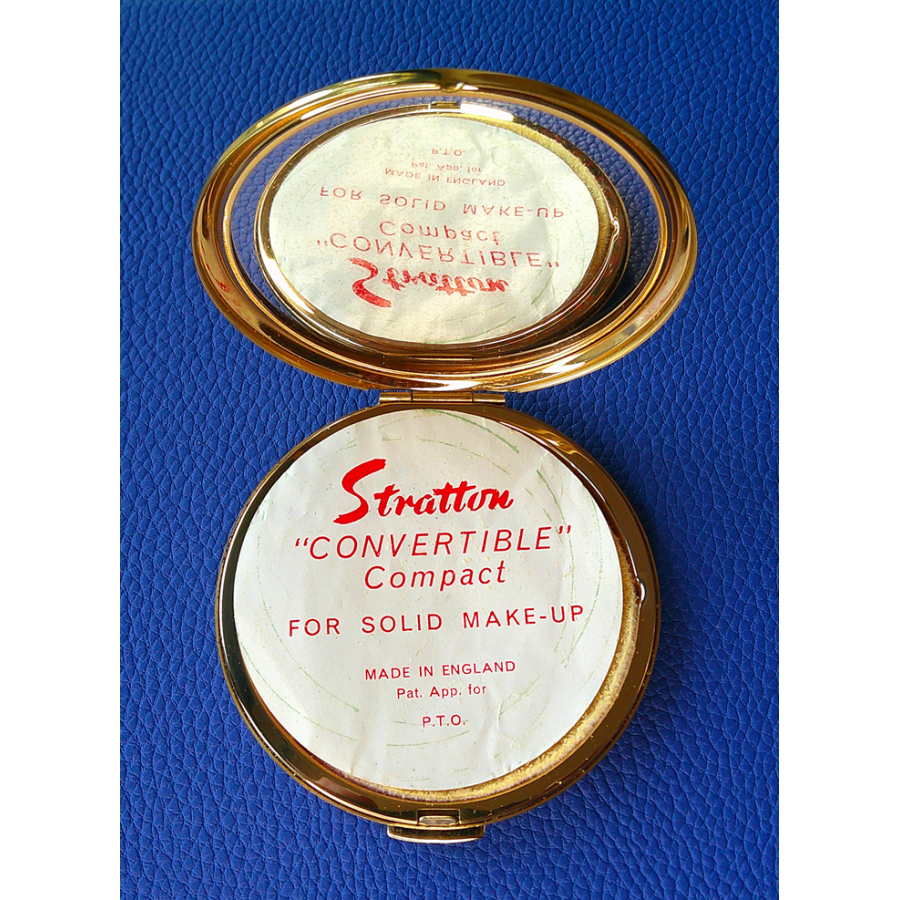 Stratton
"CONVERTIBLE"
Compact
FOR SOLID MAKE-UP
MADE IN ENGLAND
Pat. App. for
P.T.O.